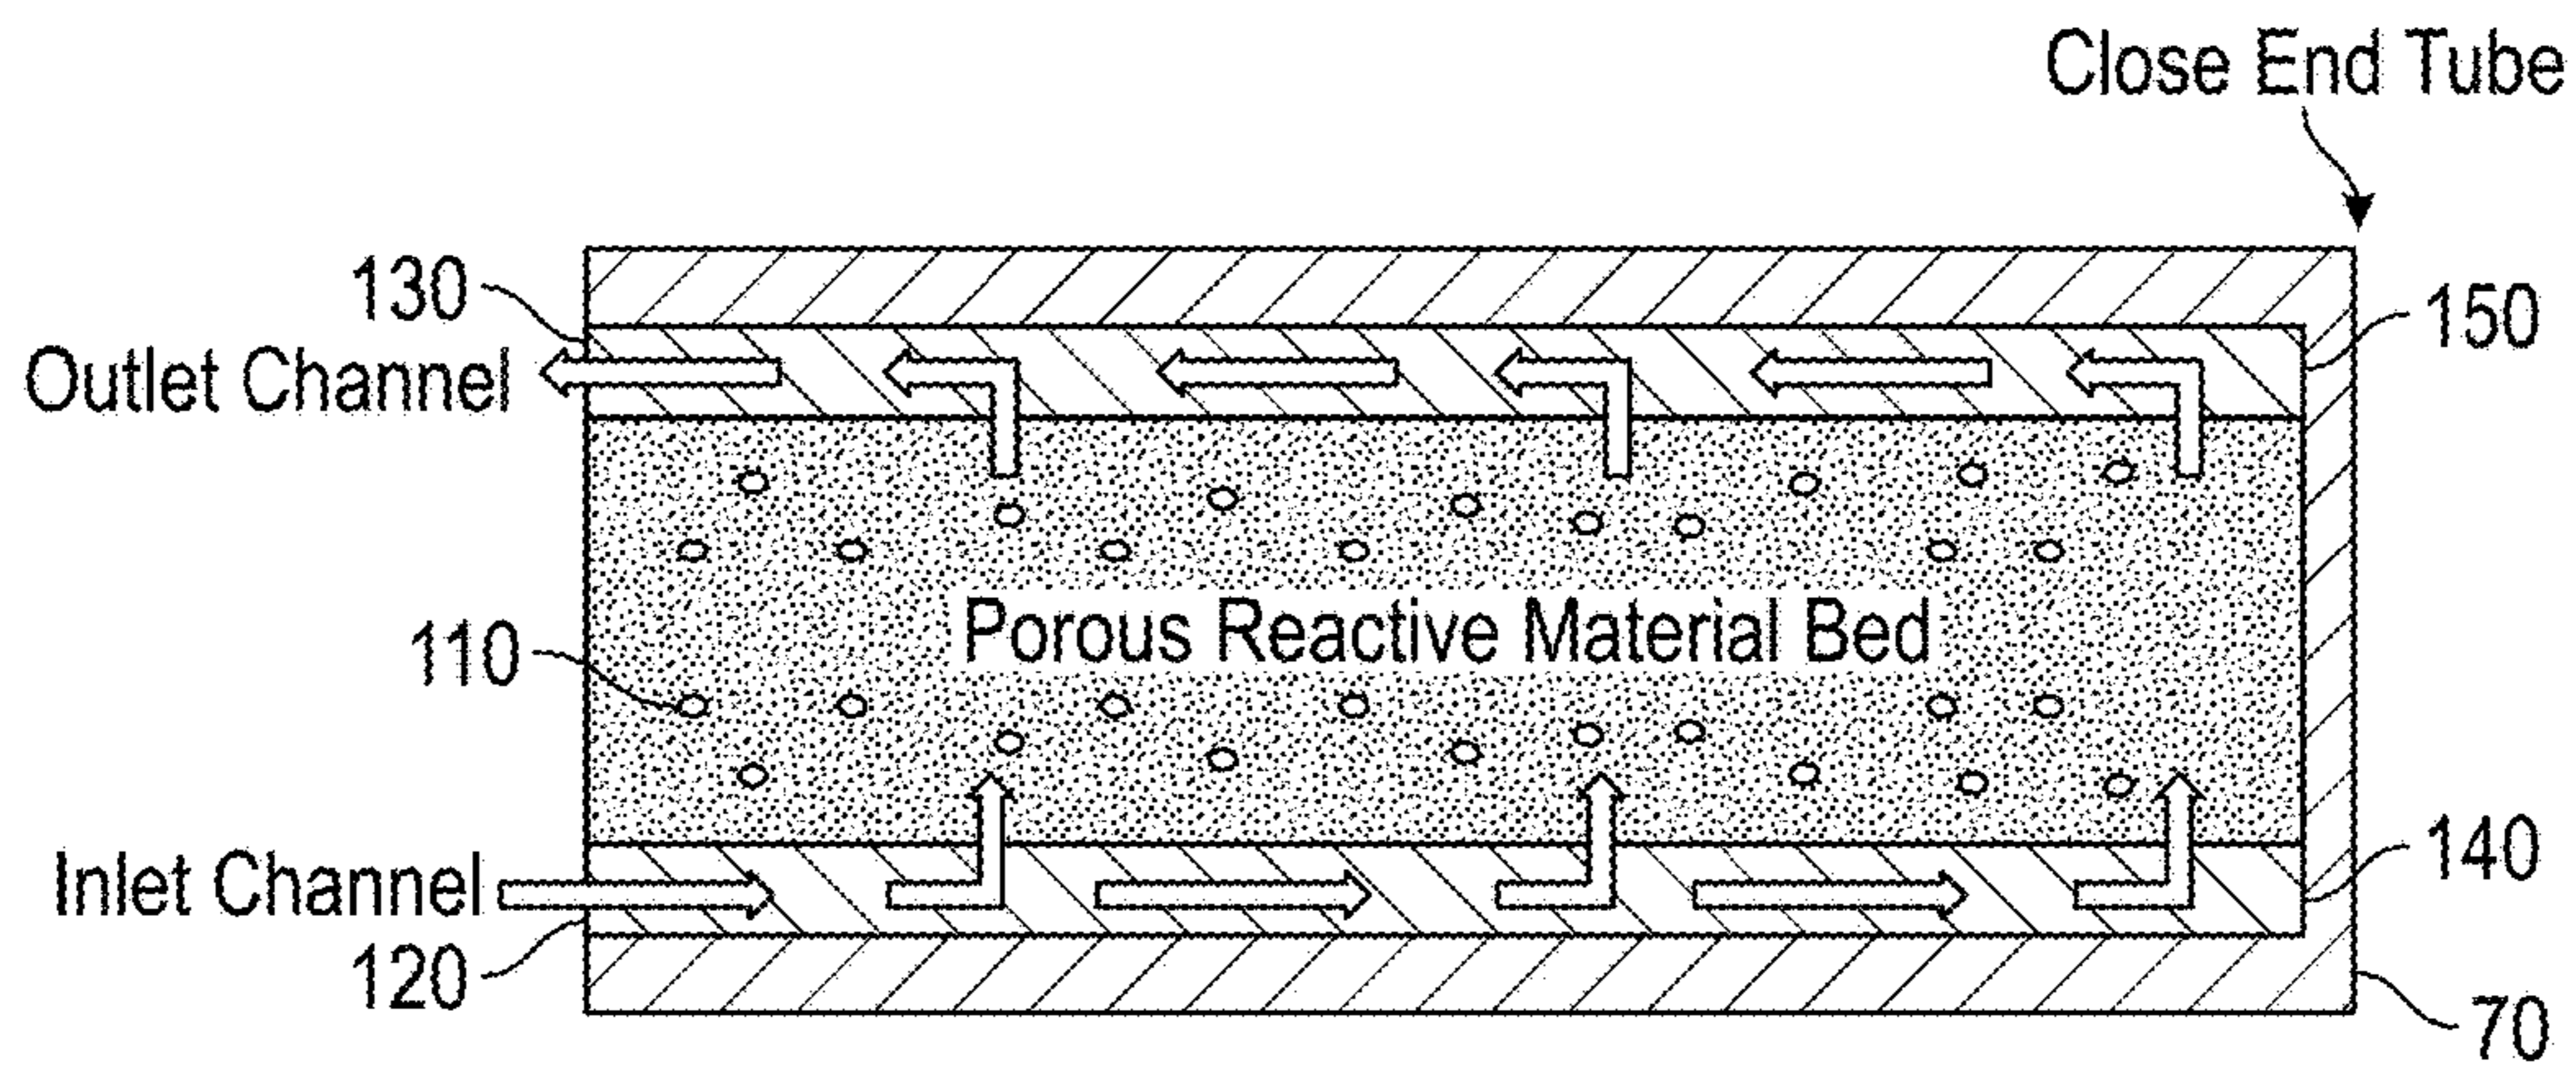 Close End Tube
130
150
Outlet Channel
Porous Reactive Material Bed
110
Inlet Channel
140
120
70